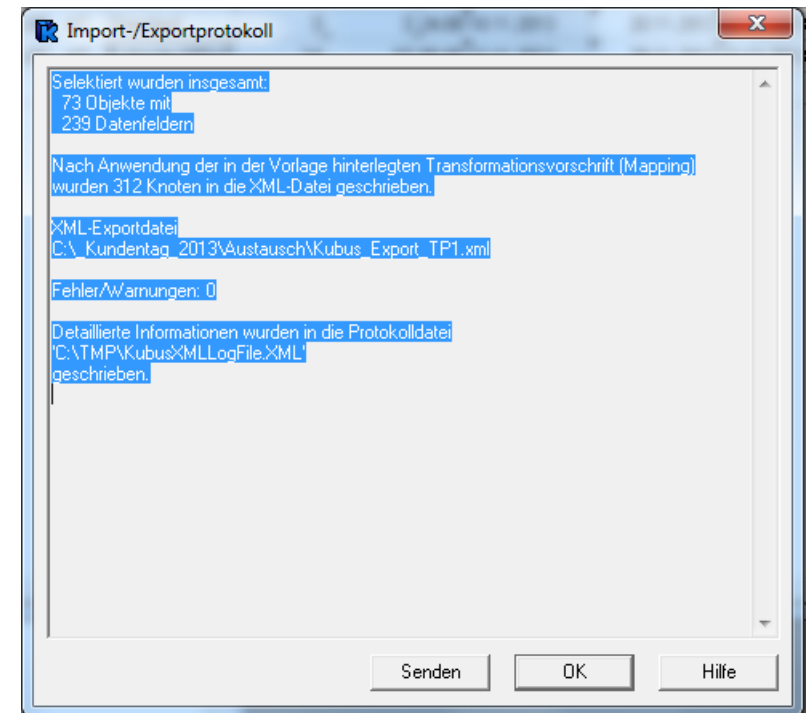 Import-/Exportprotokoll
Selektiert wurden insgesamt:
73 Objekte mit
239 Datenfeldern
Nach Anwendung der in der Vorlage hinterlegten Transformationsvorschrift (Mapping)
wurden 312 Knoten in die XML-Datei geschrieben.
XML-Exportdatei
C:\_Kundentag_2013\Austausch\Kubus_Export_TP1.xml
Fehler/Warnungen: 0
Detaillierte Informationen wurden in die Protokolldatei
'C:\TMP\KubusXMLLogFile.XML'
geschrieben.
Senden OK Hilfe